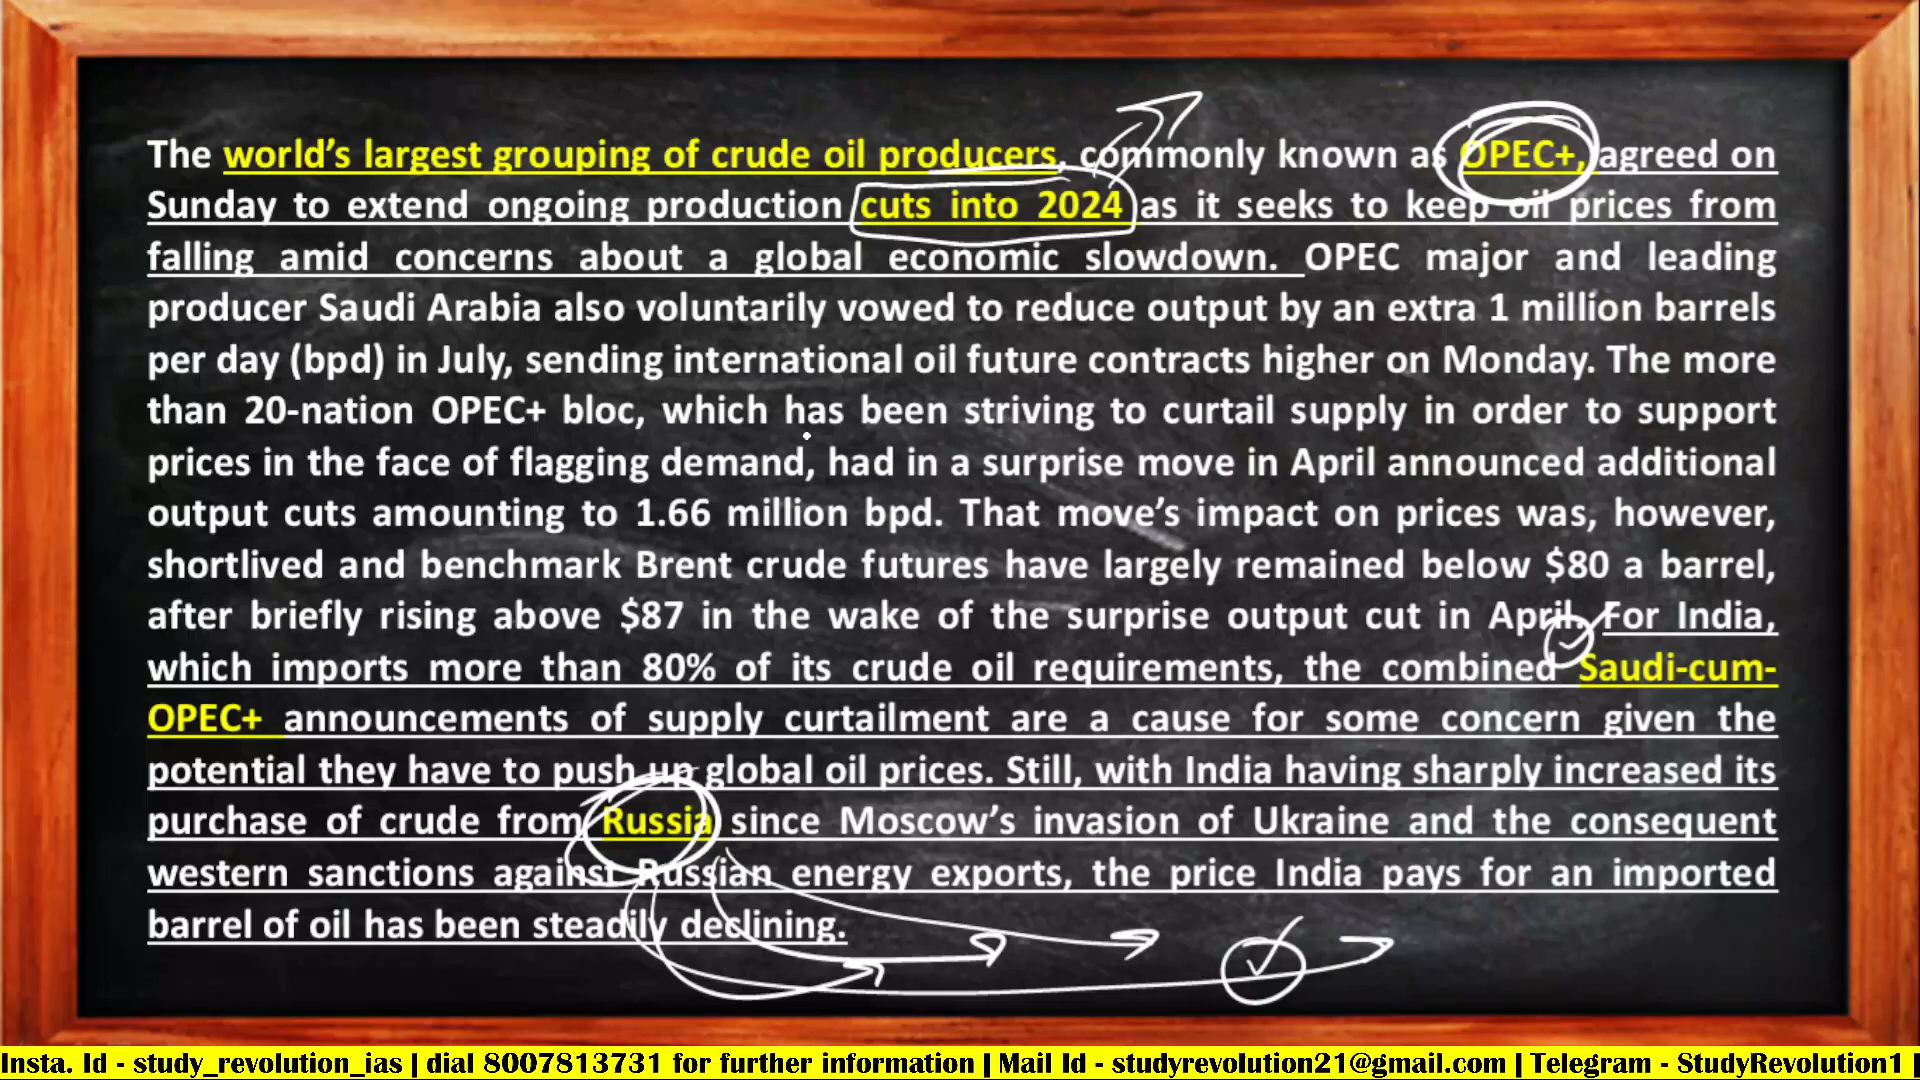 The world's largest grouping of crude oil producers, commonly known as OPEC+, agreed on
Sunday to extend ongoing production cuts into 2024 as it seeks to keep oil prices from
falling amid concerns about a global economic slowdown. OPEC major and leading
producer Saudi Arabia also voluntarily vowed to reduce output by an extra 1 million barrels
per day (bpd) in July, sending international oil future contracts higher on Monday. The more
than 20-nation OPEC+ bloc, which has been striving to curtail supply in order to support
prices in the face of flagging demand, had in a surprise move in April announced additional
output cuts amounting to 1.66 million bpd. That move's impact on prices was, however,
shortlived and benchmark Brent crude futures have largely remained below $80 a barrel,
after briefly rising above $87 in the wake of the surprise output cut in April. For India,
which imports more than 80% of its crude oil requirements, the combined Saudi-cum-
OPEC+ announcements of supply curtailment are a cause for some concern given the
potential they have to push up global oil prices. Still, with India having sharply increased its
purchase of crude from Russia since Moscow's invasion of Ukraine and the consequent
western sanctions against Russian energy exports, the price India pays for an imported
barrel of oil has been steadily declining.
Insta. Id - study_revolution_ias | dial 8007813731 for further information | Mail Id - studyrevolution21@gmail.com | Telegram - StudyRevolution1 |